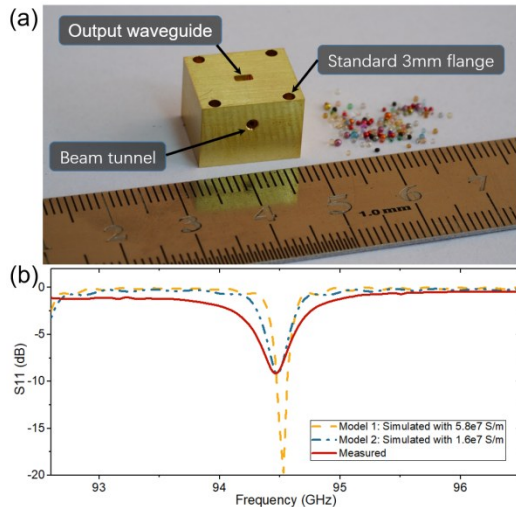 (a)
Output waveguide
Standard 3mm flange
Beam tunnel
2 3 4 5 6 7
1.0 mm
(b)
0
-5
-10
-15
-20
S11 (dB)
Model 1: Simulated with 5.8e7 S/m
Model 2: Simulated with 1.6e7 S/m
Measured
93 94 95 96
Frequency (GHz)